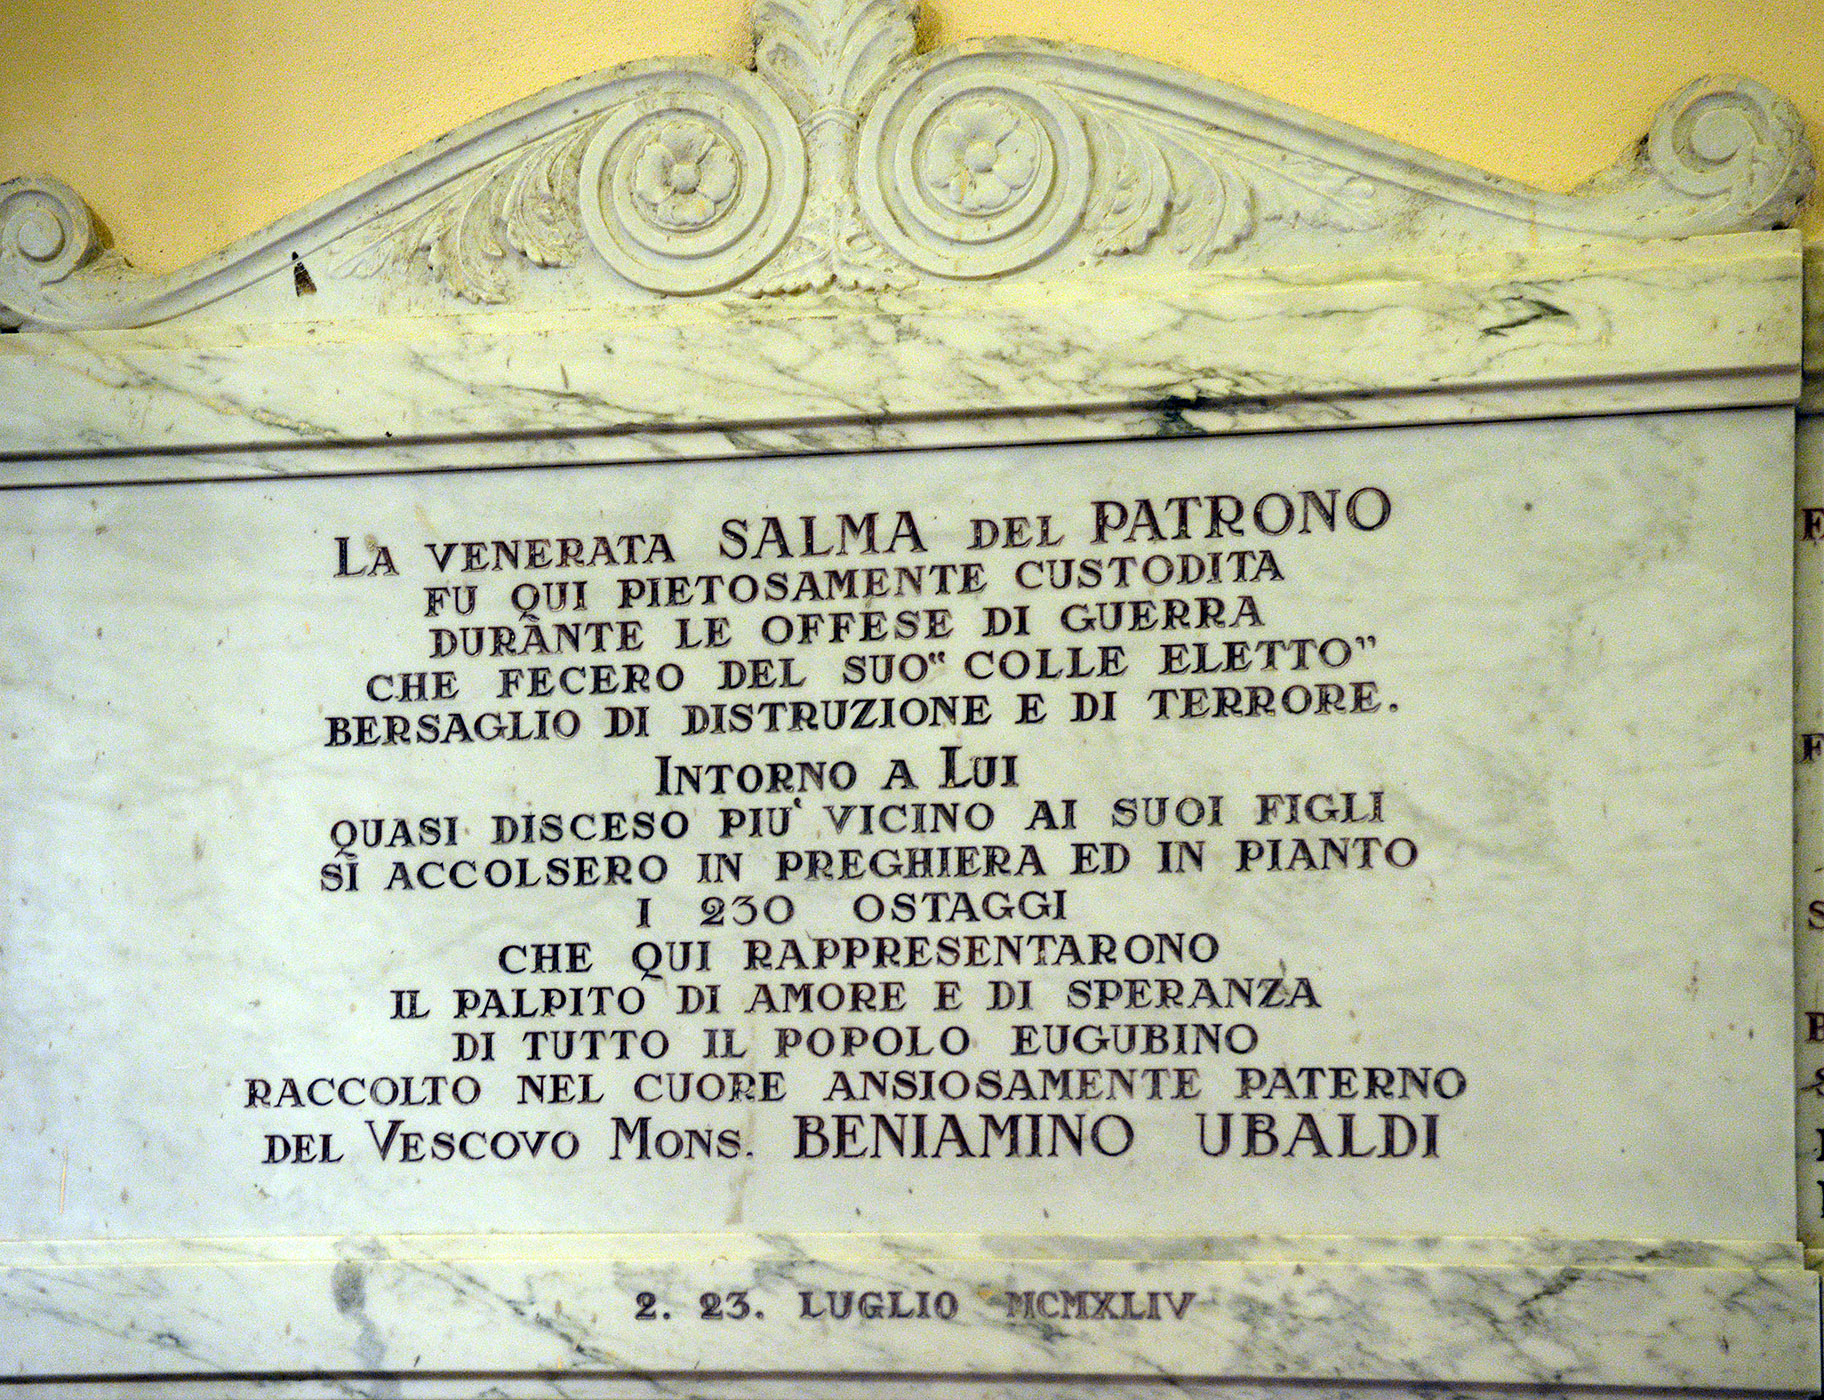 LA VENERATA SALMA DEL PATRONO
FU QUI PIETOSAMENTE CUSTODITA
DURANTE LE OFFESE DI GUERRA
CHE FECERO DEL SUO “ COLLE ELETTO”
BERSAGLIO DI DISTRUZIONE E DI TERRORE.
INTORNO A LUI
QUASI DISCESO PIU' VICINO AI SUOI FIGLI
SI ACCOLSERO IN PREGHIERA ED IN PIANTO
I 230 OSTAGGI
CHE QUI RAPPRESENTARONO
IL PALPITO DI AMORE E DI SPERANZA
DI TUTTO IL POPOLO EUGUBINO
RACCOLTO NEL CUORE ANSIOSAMENTE PATERNO
DEL VESCOVO MONS. BENIAMINO UBALDI
2. 23. LUGLIO MCMXLIV